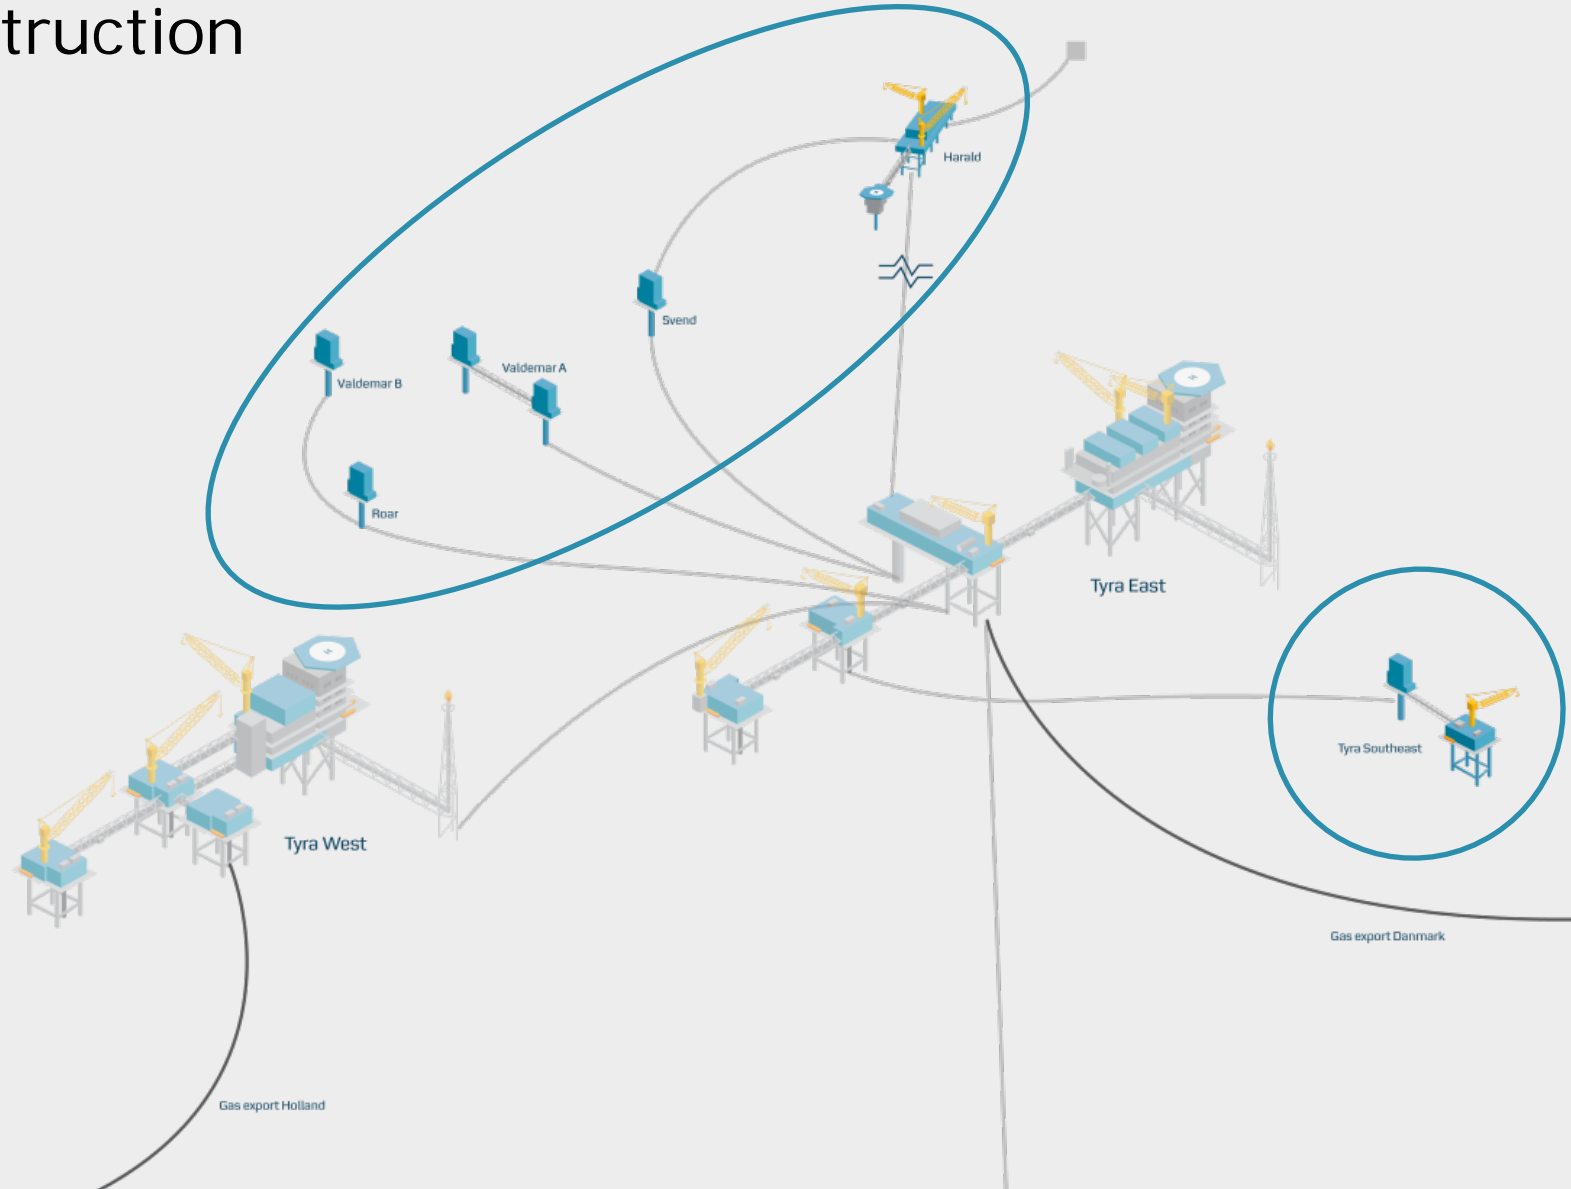 truction
Harald
Svend
Valdemar A
Valdemar B
Roar
Tyra East
Tyra Southeast
Tyra West
Gas export Danmark
Gas export Holland